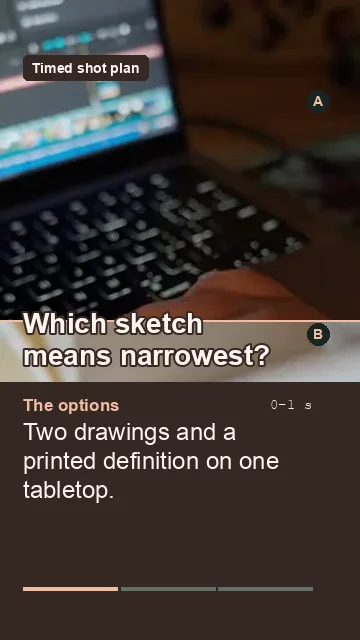 Timed shot plan
A
Which sketch
means narrowest?
B
The options
0–1 s
Two drawings and a
printed definition on one
tabletop.